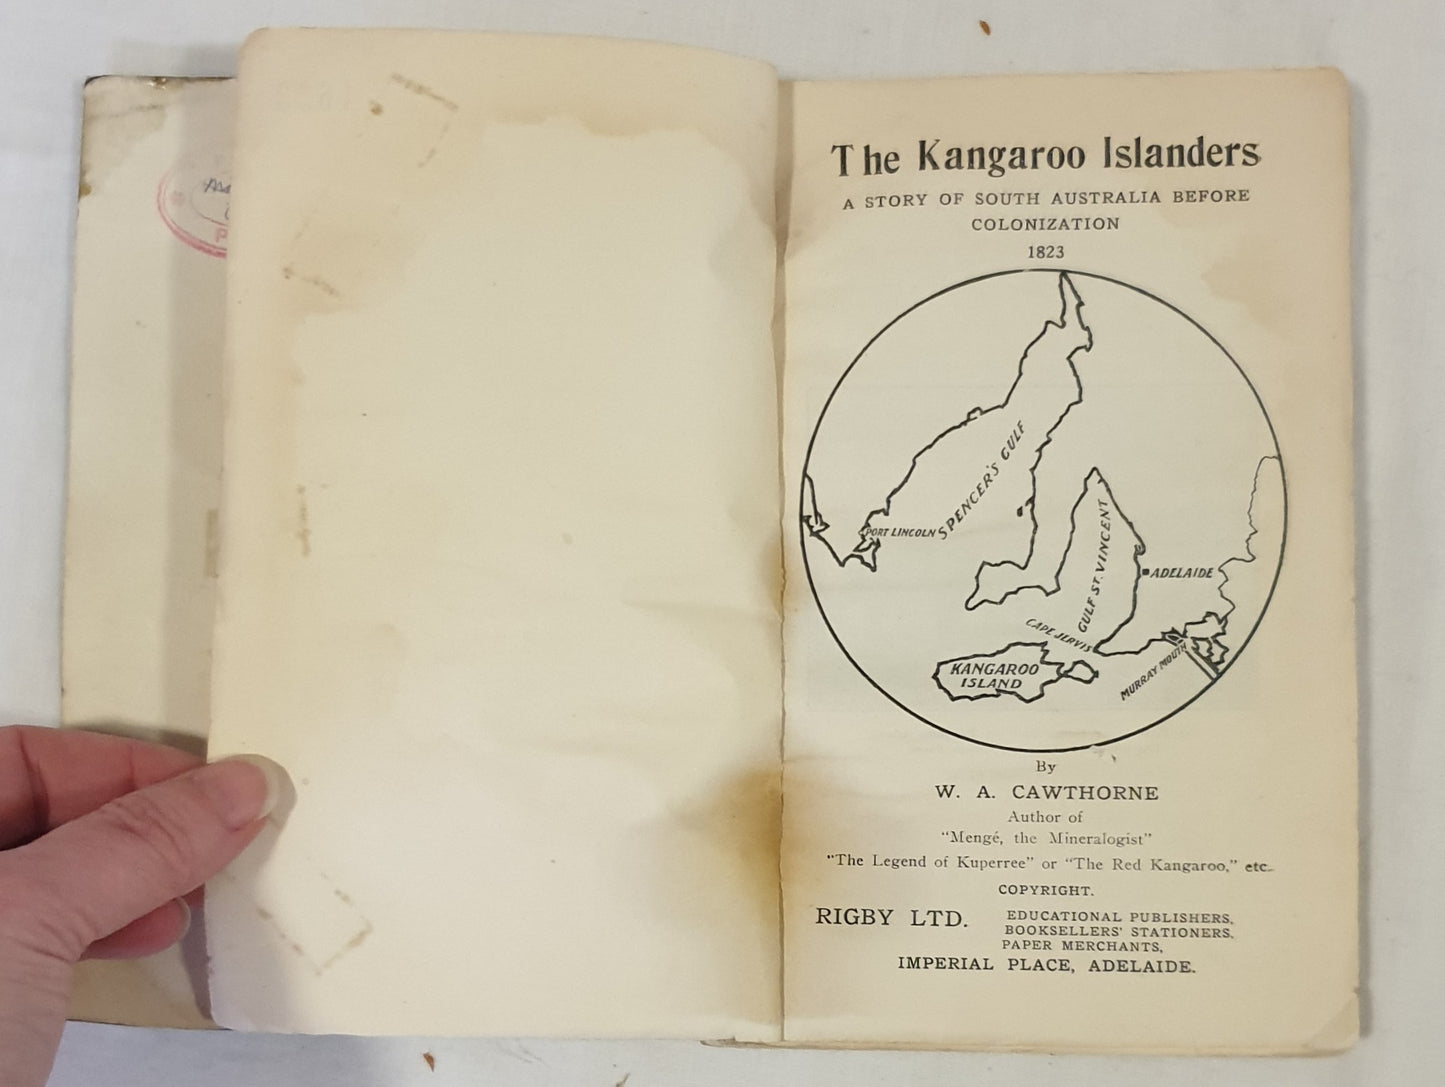 The Kangaroo Islanders
A STORY OF SOUTH AUSTRALIA BEFORE
COLONIZATION
1823
SPENCER'S GULF
PORT LINCOLN
GULF ST. VINCENT
ADELAIDE
CAPE JERVIS
KANGAROO
ISLAND
MURRAY MOUTH
By
W. A. CAWTHORNE
Author of
"Mengé, the Mineralogist"
"The Legend of Kuperree" or "The Red Kangaroo," etc.
COPYRIGHT.
RIGBY LTD.
EDUCATIONAL PUBLISHERS,
BOOKSELLERS' STATIONERS,
PAPER MERCHANTS,
IMPERIAL PLACE, ADELAIDE.